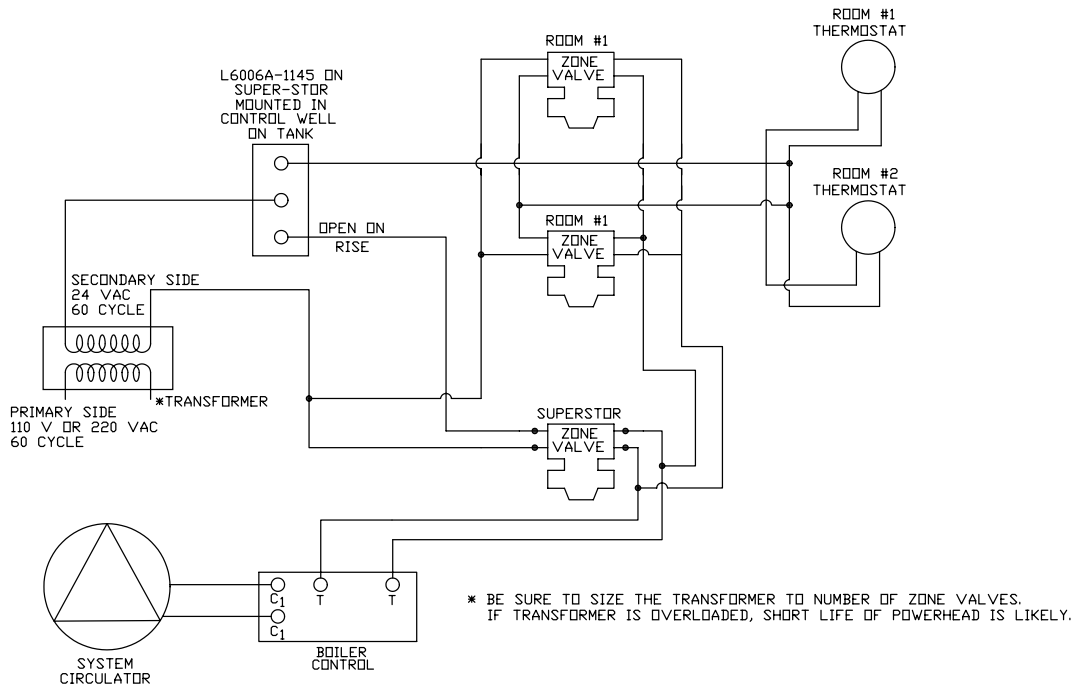 ROOM #1
THERMOSTAT
ROOM #1
ZONE
VALVE
L6006A-1145 ON
SUPER-STOR
MOUNTED IN
CONTROL WELL
ON TANK
ROOM #2
THERMOSTAT
ROOM #1
ZONE
VALVE
OPEN ON
RISE
SECONDARY SIDE
24 VAC
60 CYCLE
*TRANSFORMER
PRIMARY SIDE
110 V OR 220 VAC
60 CYCLE
SUPERSTOR
ZONE
VALVE
C1
T
T
C1
BOILER
CONTROL
SYSTEM
CIRCULATOR
* BE SURE TO SIZE THE TRANSFORMER TO NUMBER OF ZONE VALVES.
IF TRANSFORMER IS OVERLOADED, SHORT LIFE OF POWERHEAD IS LIKELY.